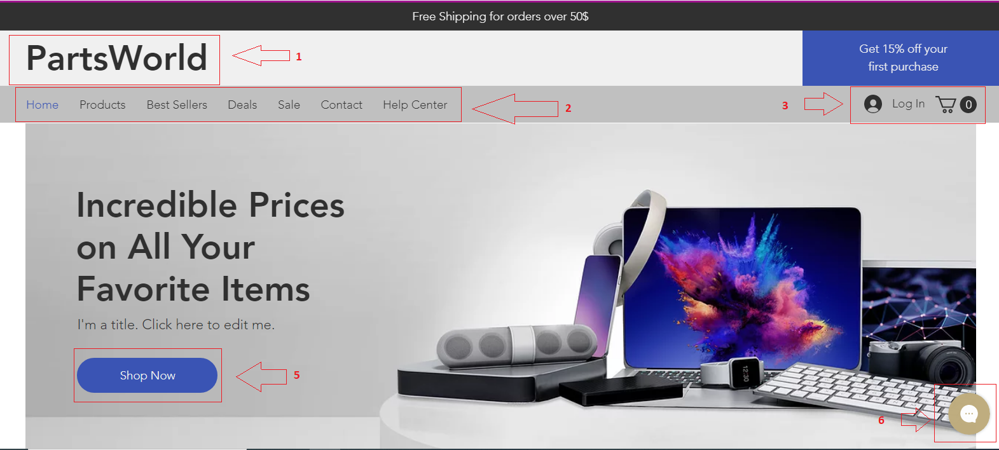 Free Shipping for orders over 50$
PartsWorld
1
Get 15% off your
first purchase
Home Products Best Sellers Deals Sale Contact Help Center
2
3
Log In
0
Incredible Prices
on All Your
Favorite Items
I'm a title. Click here to edit me.
Shop Now
5
12:30
6